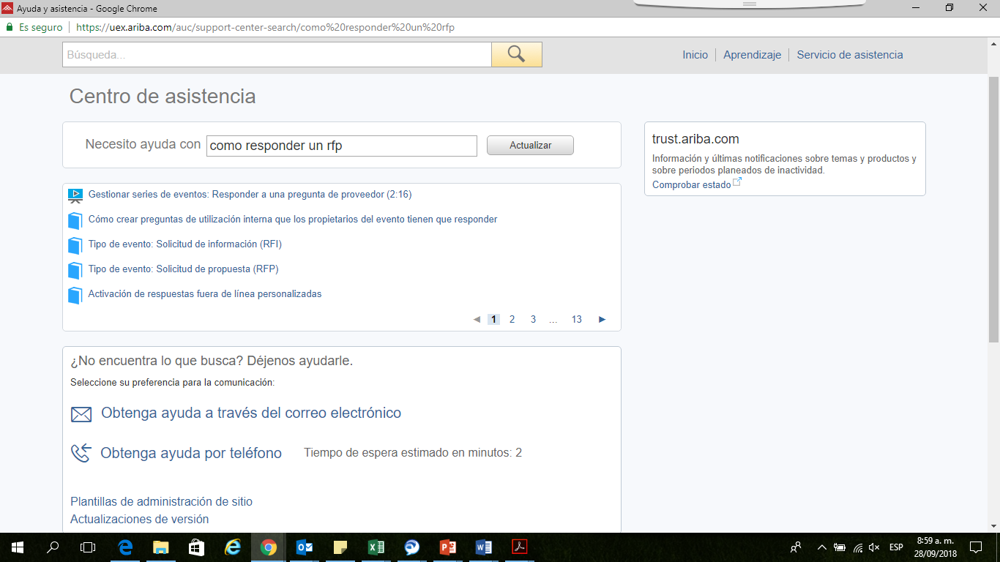 Ayuda y asistencia - Google Chrome
Es seguro | https://uex.ariba.com/auc/support-center-search/como%20responder%20un%20rfp
Búsqueda...
Inicio | Aprendizaje | Servicio de asistencia
Centro de asistencia
Necesito ayuda con como responder un rfp Actualizar
trust.ariba.com
Información y últimas notificaciones sobre temas y productos y
sobre periodos planeados de inactividad.
Comprobar estado
Gestionar series de eventos: Responder a una pregunta de proveedor (2:16)
Cómo crear preguntas de utilización interna que los propietarios del evento tienen que responder
Tipo de evento: Solicitud de información (RFI)
Tipo de evento: Solicitud de propuesta (RFP)
Activación de respuestas fuera de línea personalizadas
1 2 3 ... 13
¿No encuentra lo que busca? Déjenos ayudarle.
Seleccione su preferencia para la comunicación:
Obtenga ayuda a través del correo electrónico
Obtenga ayuda por teléfono Tiempo de espera estimado en minutos: 2
Plantillas de administración de sitio
Actualizaciones de versión
ESP
8:59 a. m.
28/09/2018